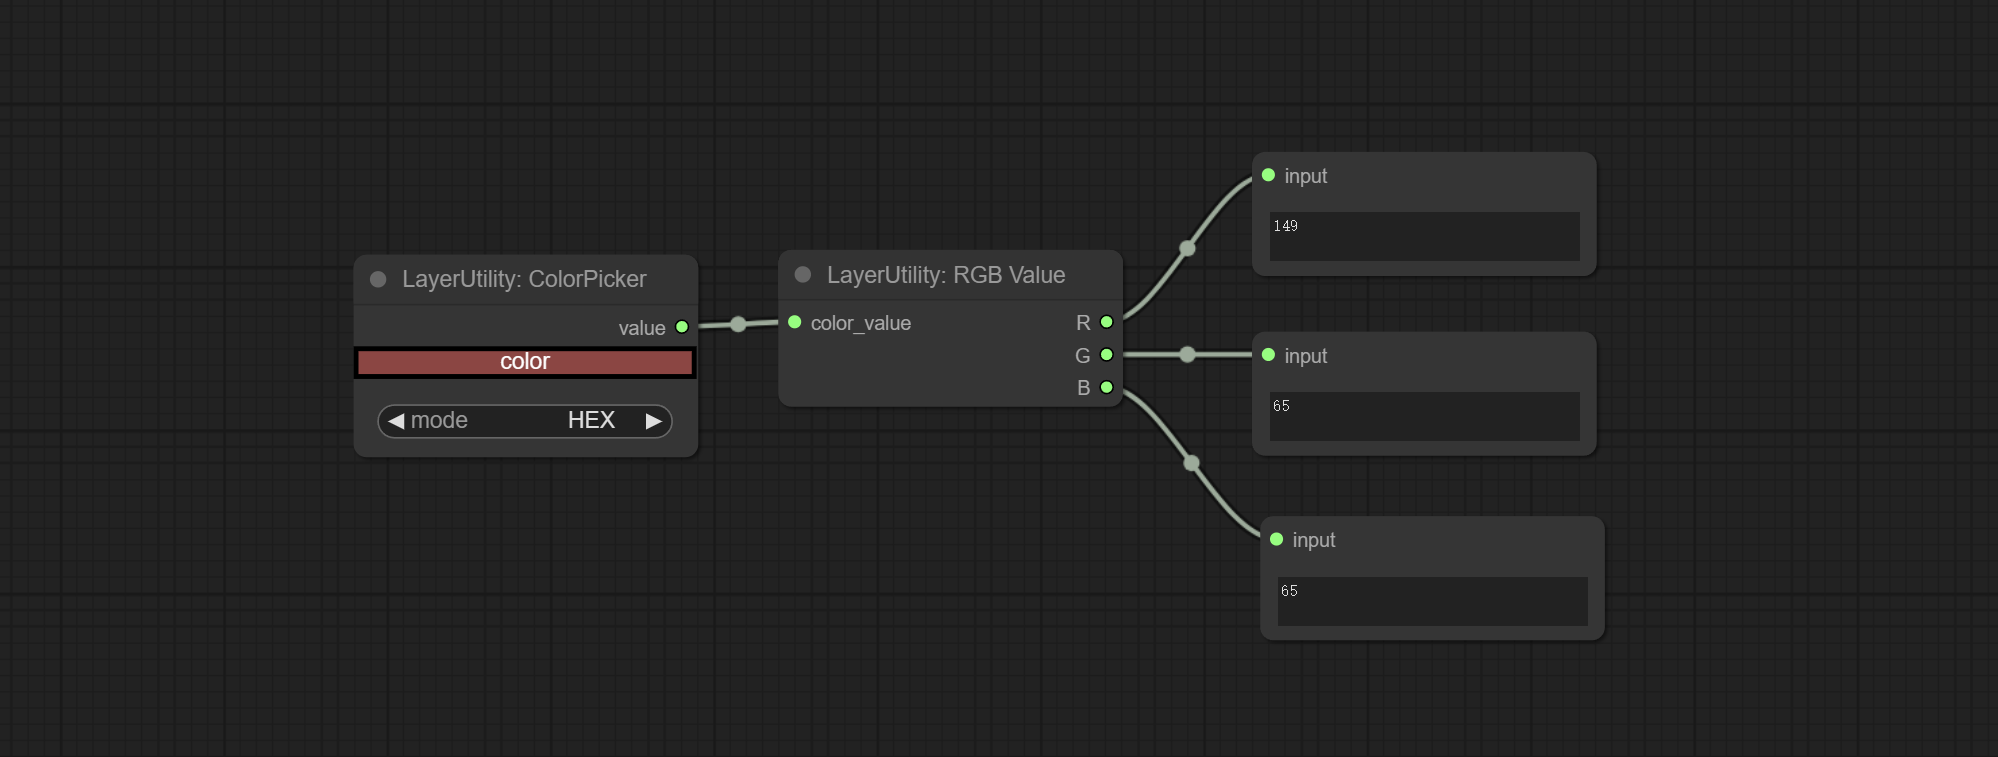 LayerUtility: ColorPicker
value
color
mode HEX
LayerUtility: RGB Value
color_value
R
G
B
input
149
input
65
input
65